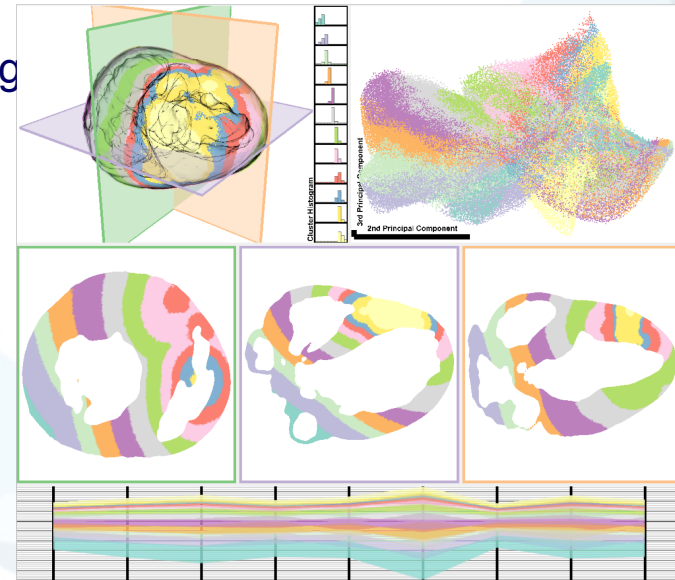 g
Cluster Histogram
3rd Principal Component
2nd Principal Component